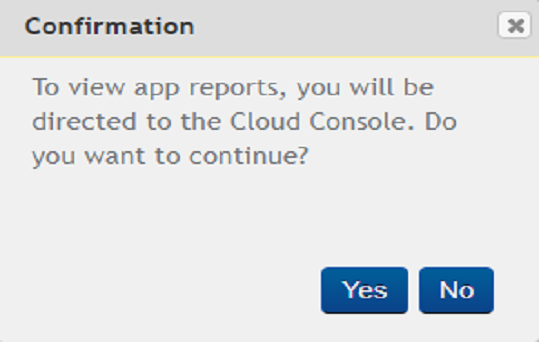 Confirmation
To view app reports, you will be
directed to the Cloud Console. Do
you want to continue?
Yes No